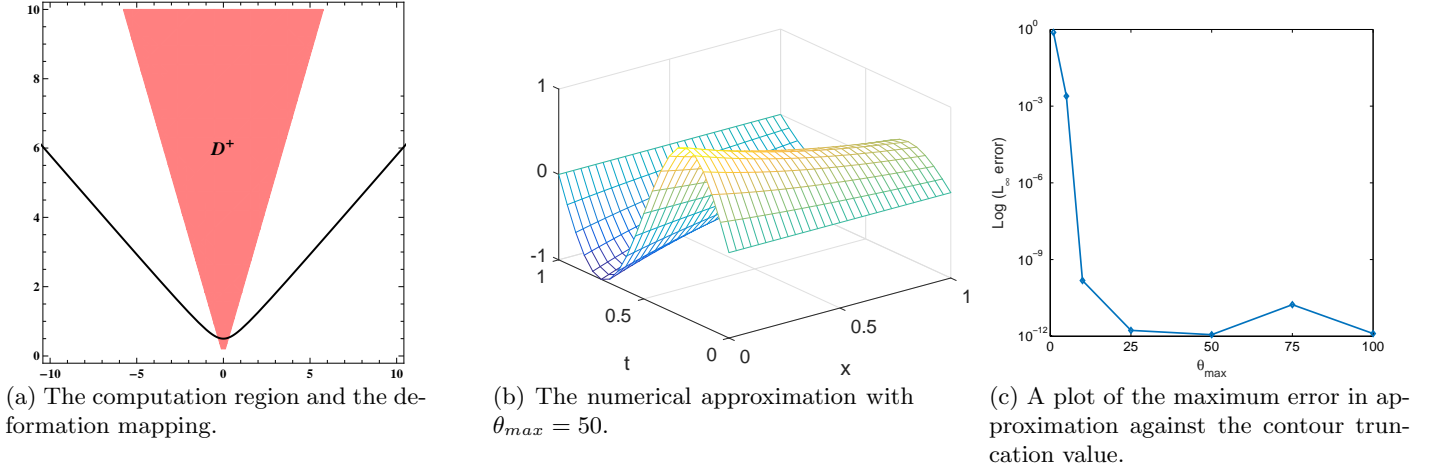 10
8
6
4
2
0
−10
−5
0
5
10
D+
1
0
-1
1
0.5
0
t
0
0.5
1
x
10^0
10^-3
10^-6
10^-9
10^-12
Log (L∞ error)
0
25
50
75
100
θmax
(a) The computation region and the de-
formation mapping.
(b) The numerical approximation with
θmax = 50.
(c) A plot of the maximum error in ap-
proximation against the contour trun-
cation value.